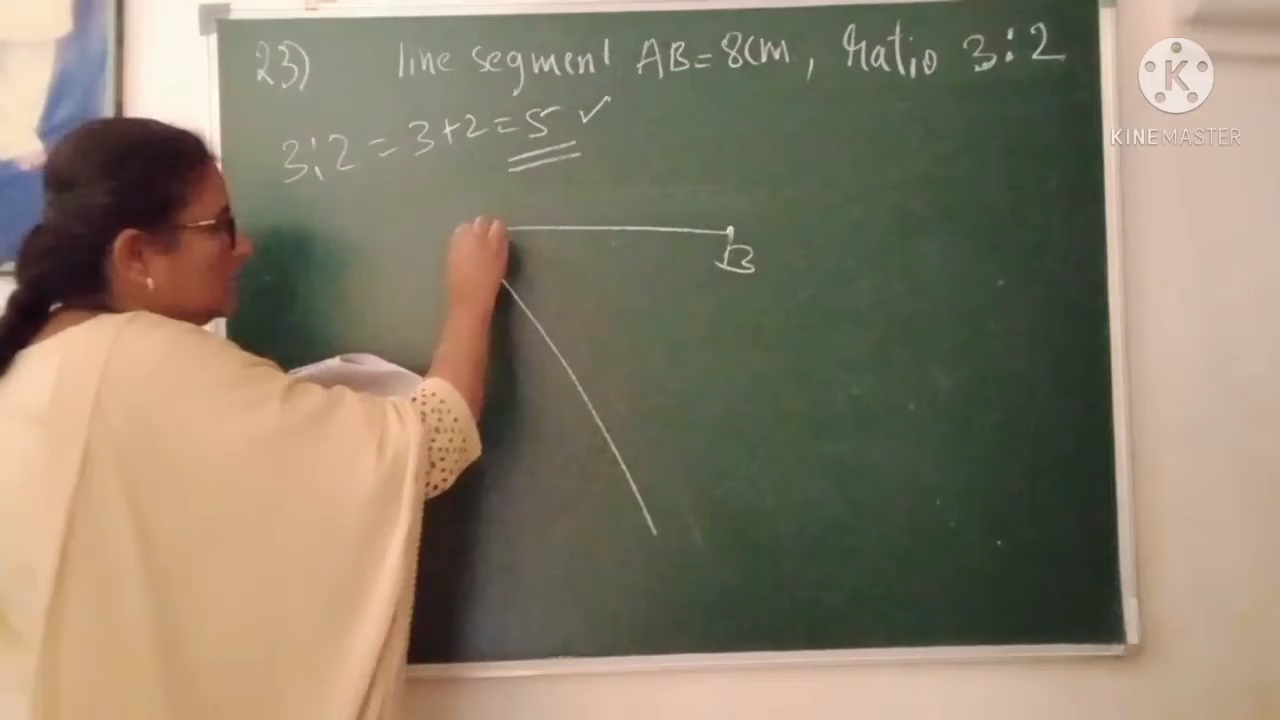 23) line segment AB = 8cm, Ratio 3:2
3:2 = 3+2 = 5 ✓
B
K
KINEMASTER